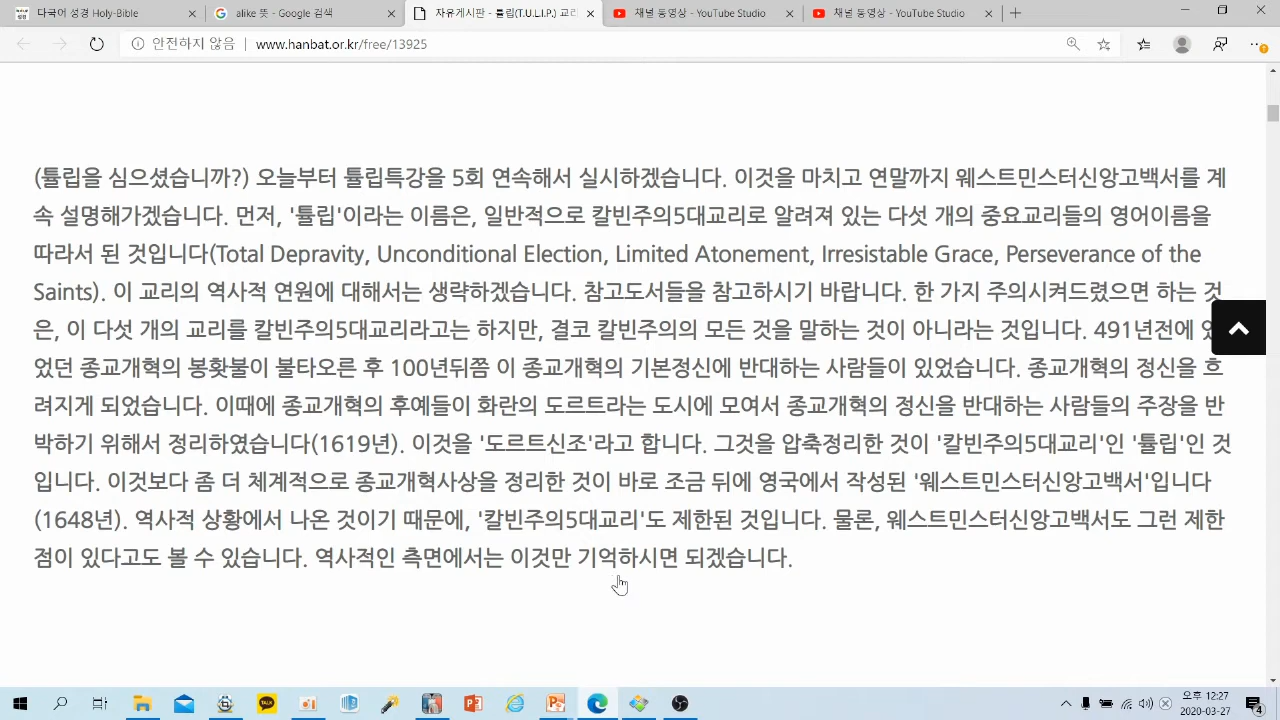 다국어 성경 Holy Bible
alike 뜻 - Google 검색
자유게시판 - 튤립(T.U.L.I.P.) 교리
채널 동영상 - YouTube Studio
채널 동영상 - YouTube Studio
안전하지 않음
www.hanbat.or.kr/free/13925
(튤립을 심으셨습니까?) 오늘부터 튤립특강을 5회 연속해서 실시하겠습니다. 이것을 마치고 연말까지 웨스트민스터신앙고백서를 계
속 설명해가겠습니다. 먼저, '튤립'이라는 이름은, 일반적으로 칼빈주의5대교리로 알려져 있는 다섯 개의 중요교리들의 영어이름을
따라서 된 것입니다(Total Depravity, Unconditional Election, Limited Atonement, Irresistable Grace, Perseverance of the
Saints). 이 교리의 역사적 연원에 대해서는 생략하겠습니다. 참고도서들을 참고하시기 바랍니다. 한 가지 주의시켜드렸으면 하는 것
은, 이 다섯 개의 교리를 칼빈주의5대교리라고는 하지만, 결코 칼빈주의의 모든 것을 말하는 것이 아니라는 것입니다. 491년전에 있
었던 종교개혁의 봉홧불이 불타오른 후 100년뒤쯤 이 종교개혁의 기본정신에 반대하는 사람들이 있었습니다. 종교개혁의 정신을 흐
려지게 되었습니다. 이때에 종교개혁의 후예들이 화란의 도르트라는 도시에 모여서 종교개혁의 정신을 반대하는 사람들의 주장을 반
박하기 위해서 정리하였습니다(1619년). 이것을 '도르트신조'라고 합니다. 그것을 압축정리한 것이 '칼빈주의5대교리'인 '튤립'인 것
입니다. 이것보다 좀 더 체계적으로 종교개혁사상을 정리한 것이 바로 조금 뒤에 영국에서 작성된 '웨스트민스터신앙고백서'입니다
(1648년). 역사적 상황에서 나온 것이기 때문에, '칼빈주의5대교리'도 제한된 것입니다. 물론, 웨스트민스터신앙고백서도 그런 제한
점이 있다고도 볼 수 있습니다. 역사적인 측면에서는 이것만 기억하시면 되겠습니다.
TALK
오후 12:27
2020-03-27
4